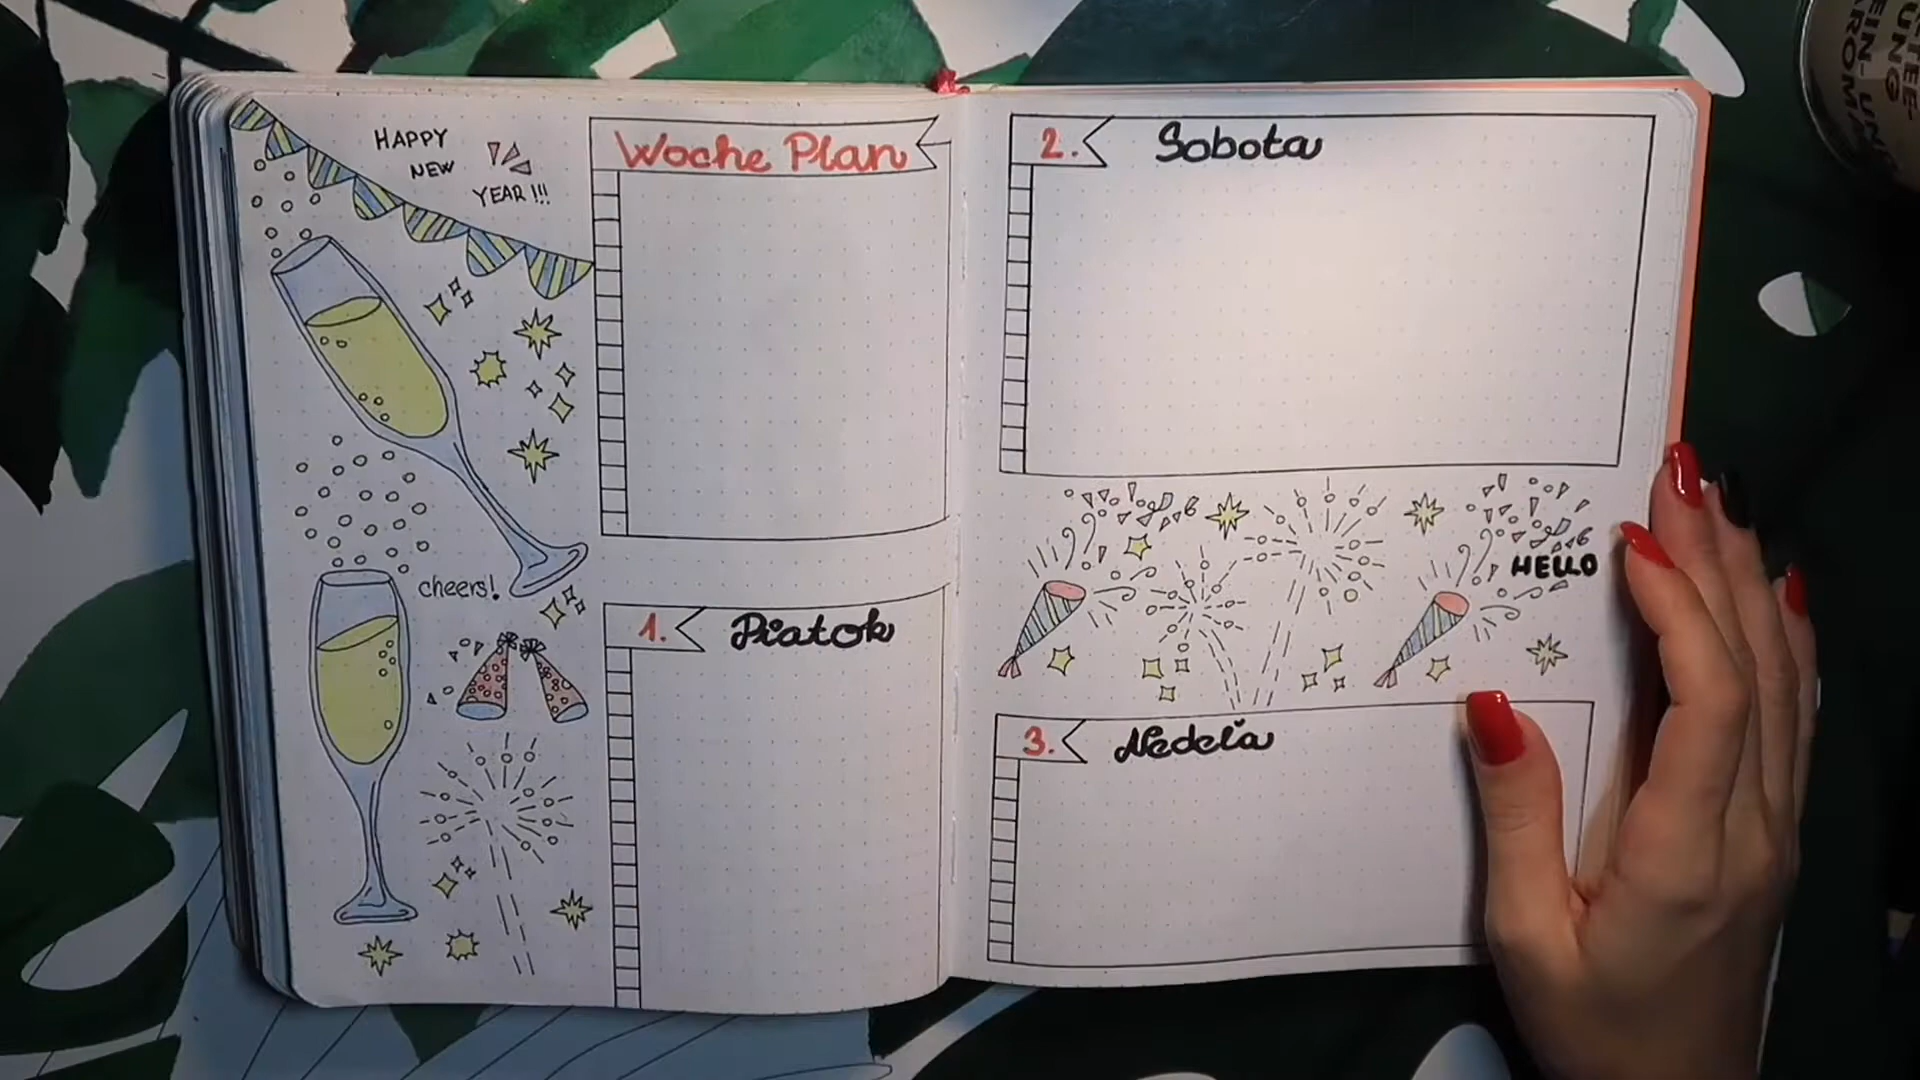 HAPPY
NEW
YEAR!!!
Woche Plan
cheers!
1. Piatok
2. Sobota
HELLO
3. Nedeľa